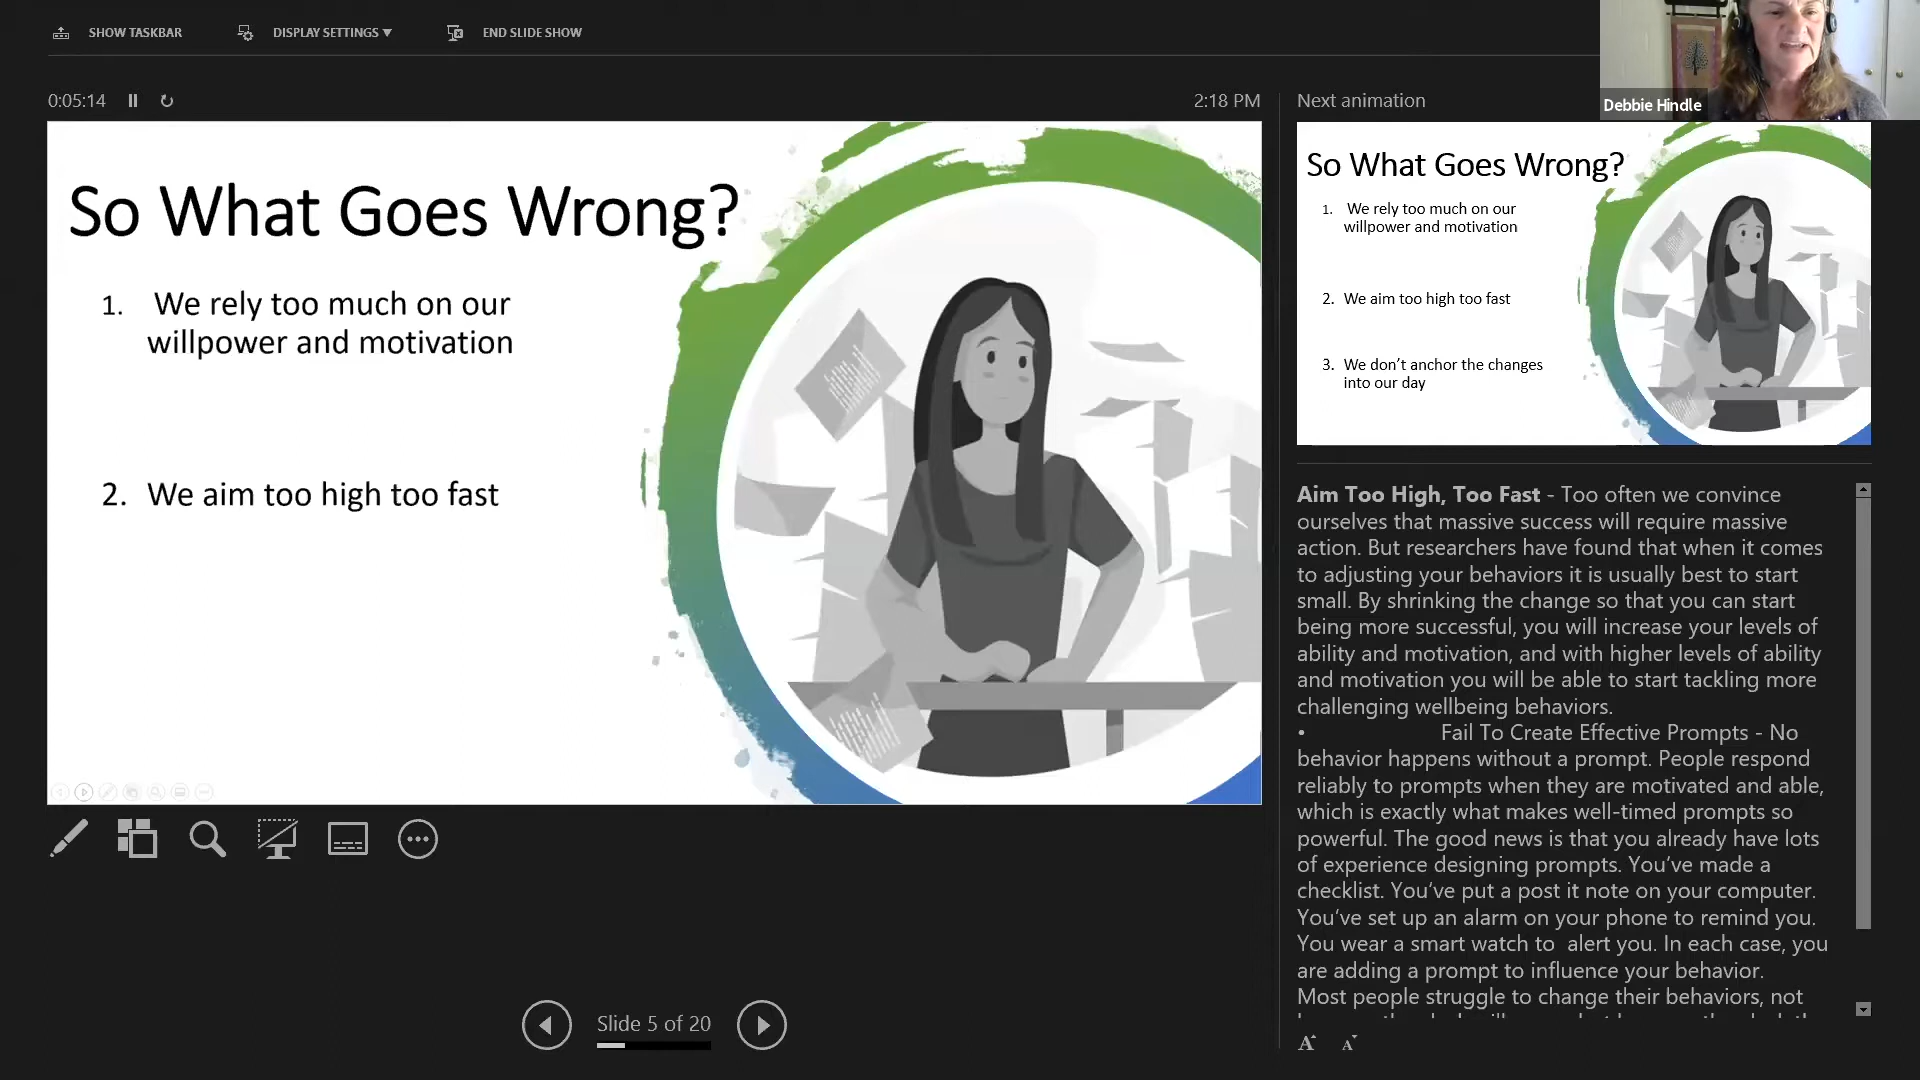 SHOW TASKBAR
DISPLAY SETTINGS ▼
END SLIDE SHOW
Debbie Hindle
0:05:14
2:18 PM
Next animation
So What Goes Wrong?
1. We rely too much on our
willpower and motivation
2. We aim too high too fast
So What Goes Wrong?
1. We rely too much on our
willpower and motivation
2. We aim too high too fast
3. We don’t anchor the changes
into our day
Aim Too High, Too Fast - Too often we convince
ourselves that massive success will require massive
action. But researchers have found that when it comes
to adjusting your behaviors it is usually best to start
small. By shrinking the change so that you can start
being more successful, you will increase your levels of
ability and motivation, and with higher levels of ability
and motivation you will be able to start tackling more
challenging wellbeing behaviors.
• Fail To Create Effective Prompts - No
behavior happens without a prompt. People respond
reliably to prompts when they are motivated and able,
which is exactly what makes well-timed prompts so
powerful. The good news is that you already have lots
of experience designing prompts. You’ve made a
checklist. You’ve put a post it note on your computer.
You’ve set up an alarm on your phone to remind you.
You wear a smart watch to alert you. In each case, you
are adding a prompt to influence your behavior.
Most people struggle to change their behaviors, not
Slide 5 of 20
A A